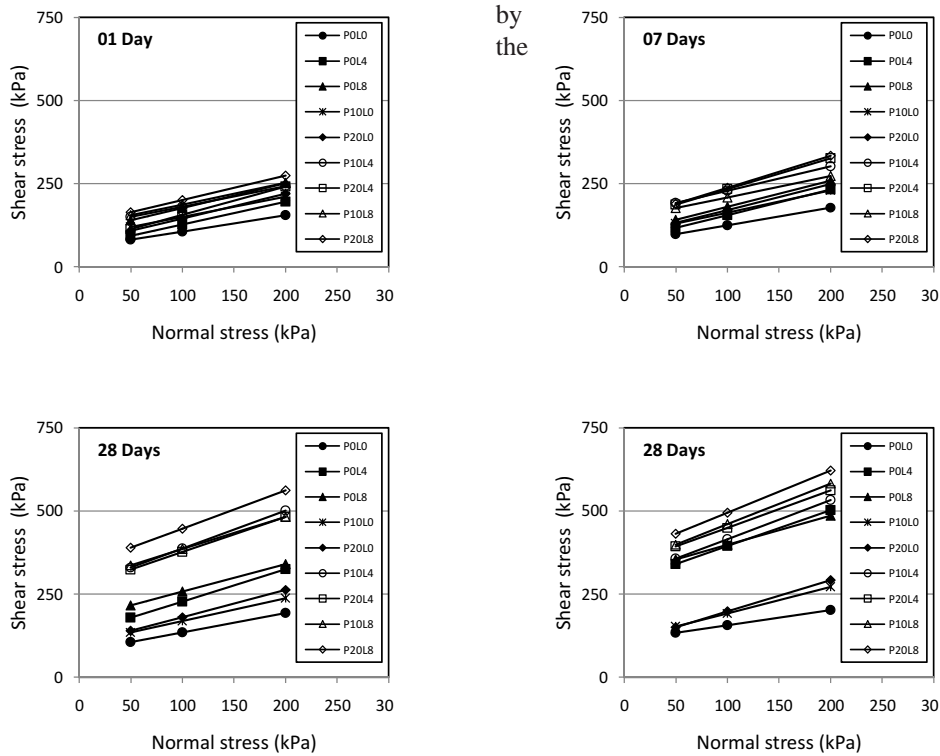 by
the
750
500
250
0
Shear stress (kPa)
01 Day
P0L0
P0L4
P0L8
P10L0
P20L0
P10L4
P20L4
P10L8
P20L8
0 50 100 150 200 250 30
Normal stress (kPa)
750
500
250
0
Shear stress (kPa)
07 Days
P0L0
P0L4
P0L8
P10L0
P20L0
P10L4
P20L4
P10L8
P20L8
0 50 100 150 200 250 30
Normal stress (kPa)
750
500
250
0
Shear stress (kPa)
28 Days
P0L0
P0L4
P0L8
P10L0
P20L0
P10L4
P20L4
P10L8
P20L8
0 50 100 150 200 250 30
Normal stress (kPa)
750
500
250
0
Shear stress (kPa)
28 Days
P0L0
P0L4
P0L8
P10L0
P20L0
P10L4
P20L4
P10L8
P20L8
0 50 100 150 200 250 30
Normal stress (kPa)